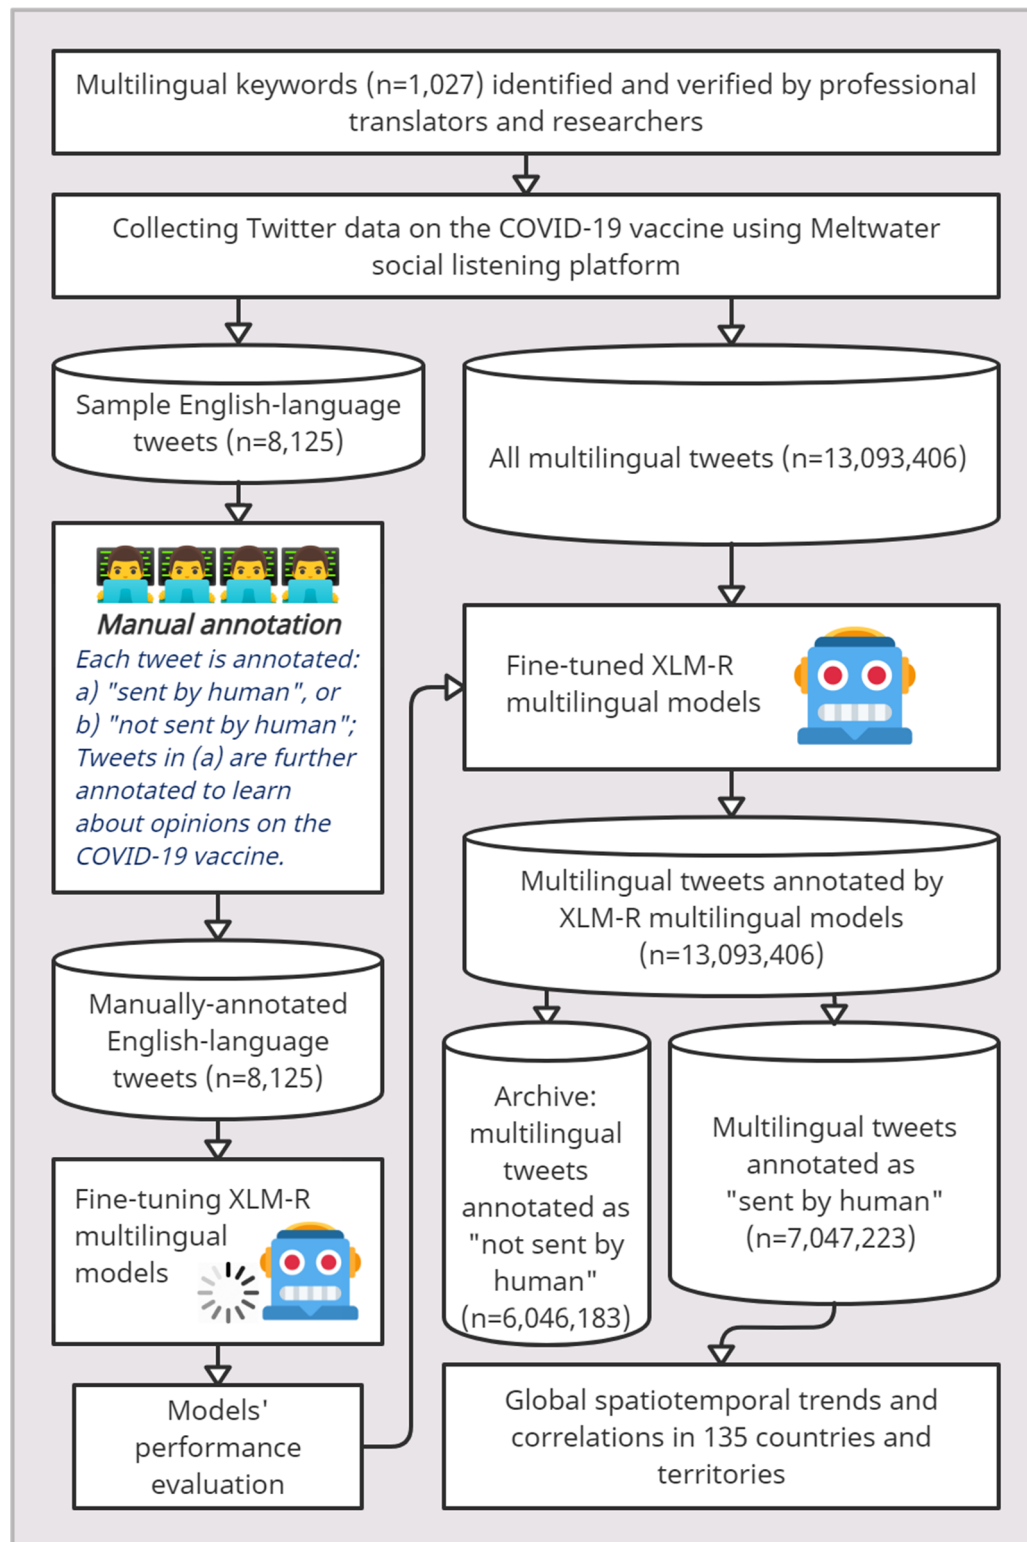 Multilingual keywords (n=1,027) identified and verified by professional
translators and researchers
Collecting Twitter data on the COVID-19 vaccine using Meltwater
social listening platform
Sample English-language
tweets (n=8,125)
All multilingual tweets (n=13,093,406)
Manual annotation
Each tweet is annotated:
a) "sent by human", or
b) "not sent by human";
Tweets in (a) are further
annotated to learn
about opinions on the
COVID-19 vaccine.
Fine-tuned XLM-R
multilingual models
Multilingual tweets annotated by
XLM-R multilingual models
(n=13,093,406)
Manually-annotated
English-language
tweets (n=8,125)
Archive:
multilingual
tweets
annotated as
"not sent by
human"
(n=6,046,183)
Multilingual tweets
annotated as
"sent by human"
(n=7,047,223)
Fine-tuning XLM-R
multilingual
models
Models'
performance
evaluation
Global spatiotemporal trends and
correlations in 135 countries and
territories